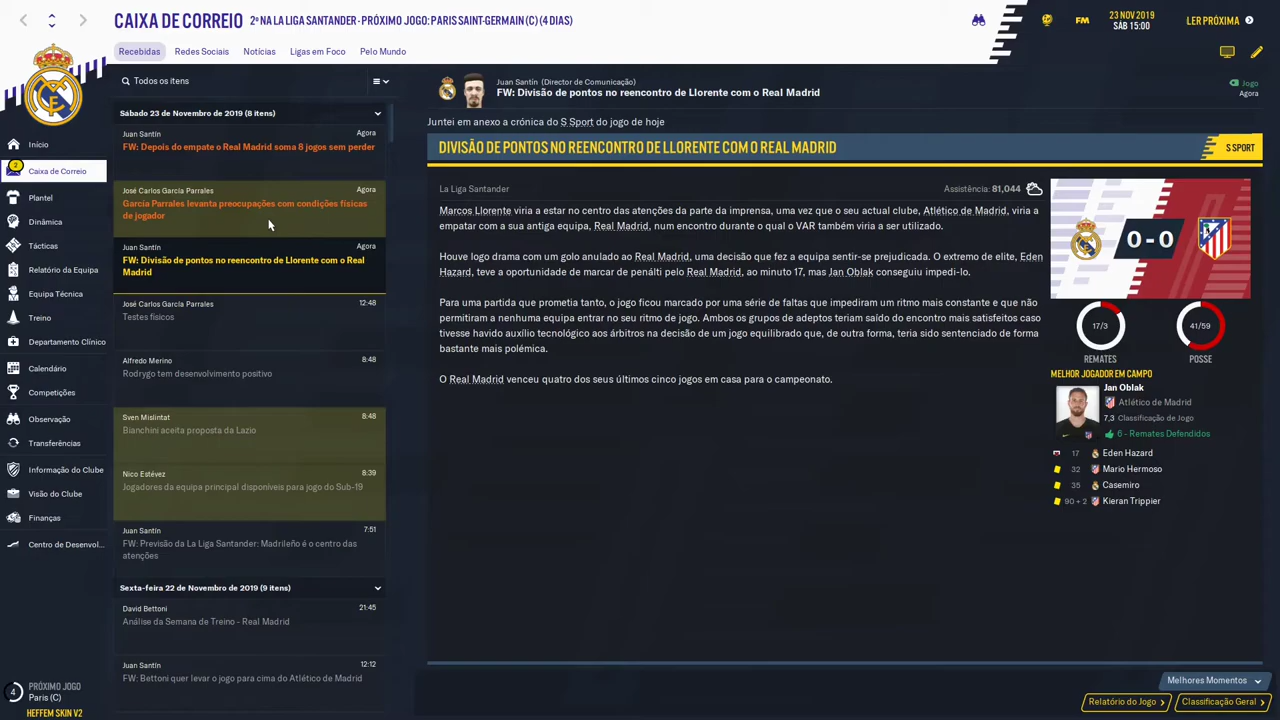 CAIXA DE CORREIO
2º NA LA LIGA SANTANDER · PRÓXIMO JOGO: PARIS SAINT-GERMAIN (C) (4 DIAS)
FM
23 NOV 2019
SÁB 15:00
LER PRÓXIMA
Recebidas
Redes Sociais
Notícias
Ligas em Foco
Pelo Mundo
Início
2
Caixa de Correio
Plantel
Dinâmica
Tácticas
Relatório da Equipa
Equipa Técnica
Treino
Departamento Clínico
Calendário
Competições
Observação
Transferências
Informação do Clube
Visão do Clube
Finanças
Centro de Desenvol...
4
PRÓXIMO JOGO
Paris (C)
HEFFEM SKIN V2
Todos os itens
Sábado 23 de Novembro de 2019 (8 itens)
Juan Santín Agora
FW: Depois do empate o Real Madrid soma 8 jogos sem perder
José Carlos García Parrales Agora
García Parrales levanta preocupações com condições físicas
de jogador
Juan Santín Agora
FW: Divisão de pontos no reencontro de Llorente com o Real
Madrid
José Carlos García Parrales 12:48
Testes físicos
Alfredo Merino 8:48
Rodrygo tem desenvolvimento positivo
Sven Mislintat 8:48
Bianchini aceita proposta da Lazio
Nico Estévez 8:39
Jogadores da equipa principal disponíveis para jogo do Sub-19
Juan Santín 7:51
FW: Previsão da La Liga Santander: Madrileño é o centro das
atenções
Sexta-feira 22 de Novembro de 2019 (9 itens)
David Bettoni 21:45
Análise da Semana de Treino - Real Madrid
Juan Santín 12:12
FW: Bettoni quer levar o jogo para cima do Atlético de Madrid
Juan Santín (Director de Comunicação)
FW: Divisão de pontos no reencontro de Llorente com o Real Madrid
Jogo
Agora
Juntei em anexo a crónica do S Sport do jogo de hoje
DIVISÃO DE PONTOS NO REENCONTRO DE LLORENTE COM O REAL MADRID
S SPORT
La Liga Santander
Assistência: 81,044
Marcos Llorente viria a estar no centro das atenções da parte da imprensa, uma vez que o seu actual clube, Atlético de Madrid, viria a
empatar com a sua antiga equipa, Real Madrid, num encontro durante o qual o VAR também viria a ser utilizado.
Houve logo drama com um golo anulado ao Real Madrid, uma decisão que fez a equipa sentir-se prejudicada. O extremo de elite, Eden
Hazard, teve a oportunidade de marcar de penálti pelo Real Madrid, ao minuto 17, mas Jan Oblak conseguiu impedi-lo.
Para uma partida que prometia tanto, o jogo ficou marcado por uma série de faltas que impediram um ritmo mais constante e que não
permitiram a nenhuma equipa entrar no seu ritmo de jogo. Ambos os grupos de adeptos teriam saído do encontro mais satisfeitos caso
tivesse havido auxílio tecnológico aos árbitros na decisão de um jogo equilibrado que, de outra forma, teria sido sentenciado de forma
bastante mais polémica.
O Real Madrid venceu quatro dos seus últimos cinco jogos em casa para o campeonato.
0 - 0
17/3
REMATES
41/59
POSSE
MELHOR JOGADOR EM CAMPO
Jan Oblak
Atlético de Madrid
7,3 Classificação de Jogo
6 - Remates Defendidos
17 Eden Hazard
32 Mario Hermoso
35 Casemiro
90 + 2 Kieran Trippier
Melhores Momentos
Relatório do Jogo
Classificação Geral